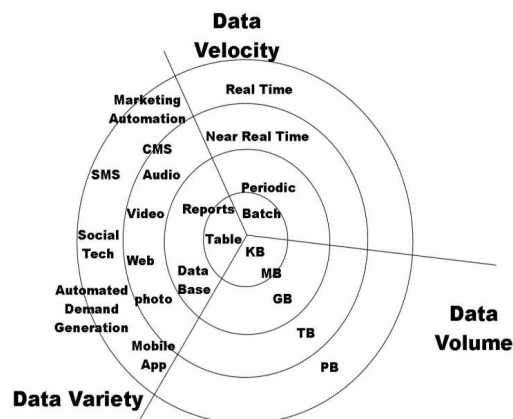 Data
Velocity
Real Time
Marketing
Automation
Near Real Time
CMS
SMS
Audio
Periodic
Reports
Batch
Video
Social
Tech
Table
KB
Web
MB
Data
Base
Automated
Demand
Generation
photo
GB
Data
Volume
TB
Mobile
App
PB
Data Variety